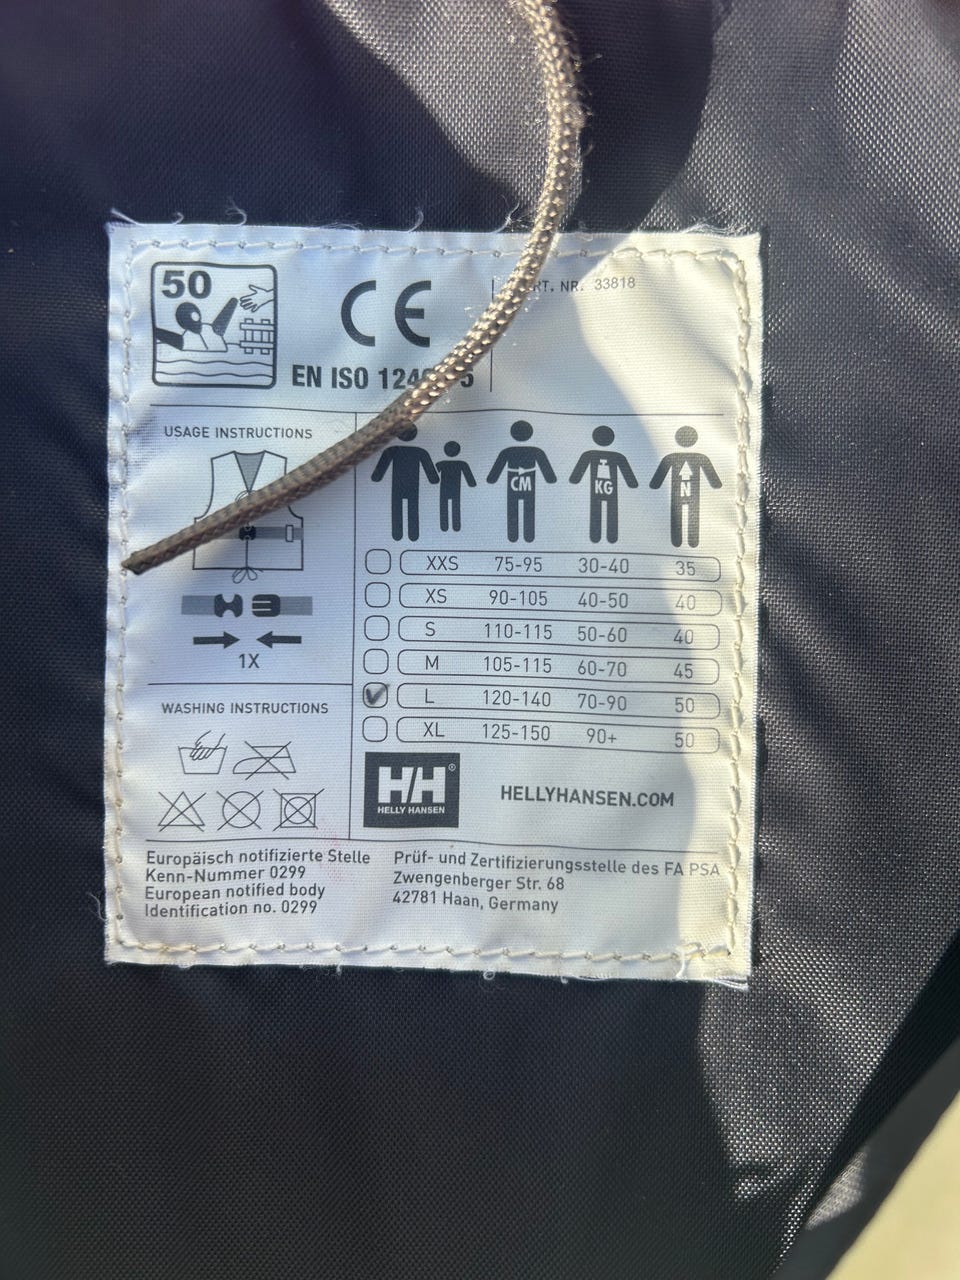 50
CE
RT. NR. 33818
EN ISO
USAGE INSTRUCTIONS
CM KG N
XXS 75-95 30-40 35
XS 90-105 40-50 40
S 110-115 50-60 40
M 105-115 60-70 45
L 120-140 70-90 50
XL 125-150 90+ 50
1X
WASHING INSTRUCTIONS
HH®
HELLY HANSEN
HELLYHANSEN.COM
Europäisch notifizierte Stelle
Kenn-Nummer 0299
European notified body
Identification no. 0299
Prüf- und Zertifizierungsstelle des FA PSA
Zwengenberger Str. 68
42781 Haan, Germany